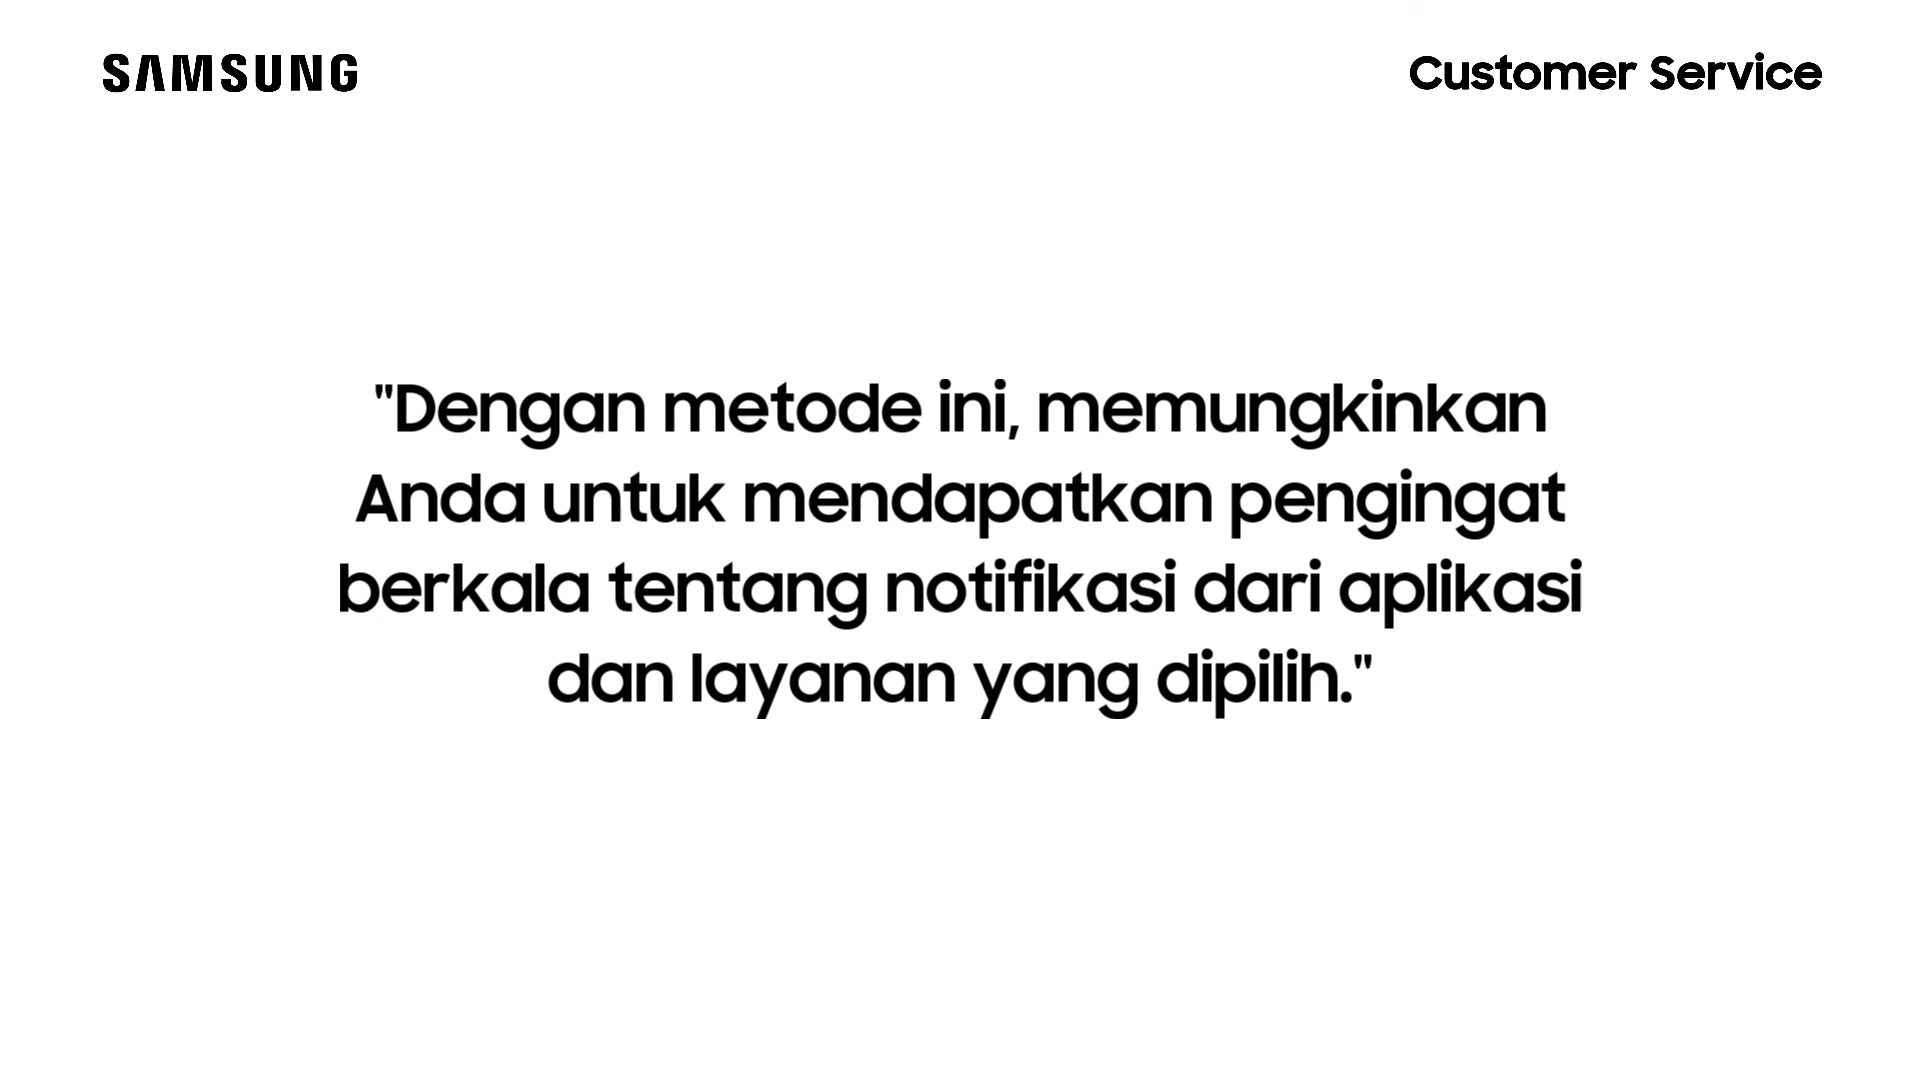 SAMSUNG
Customer Service
"Dengan metode ini, memungkinkan
Anda untuk mendapatkan pengingat
berkala tentang notifikasi dari aplikasi
dan layanan yang dipilih."